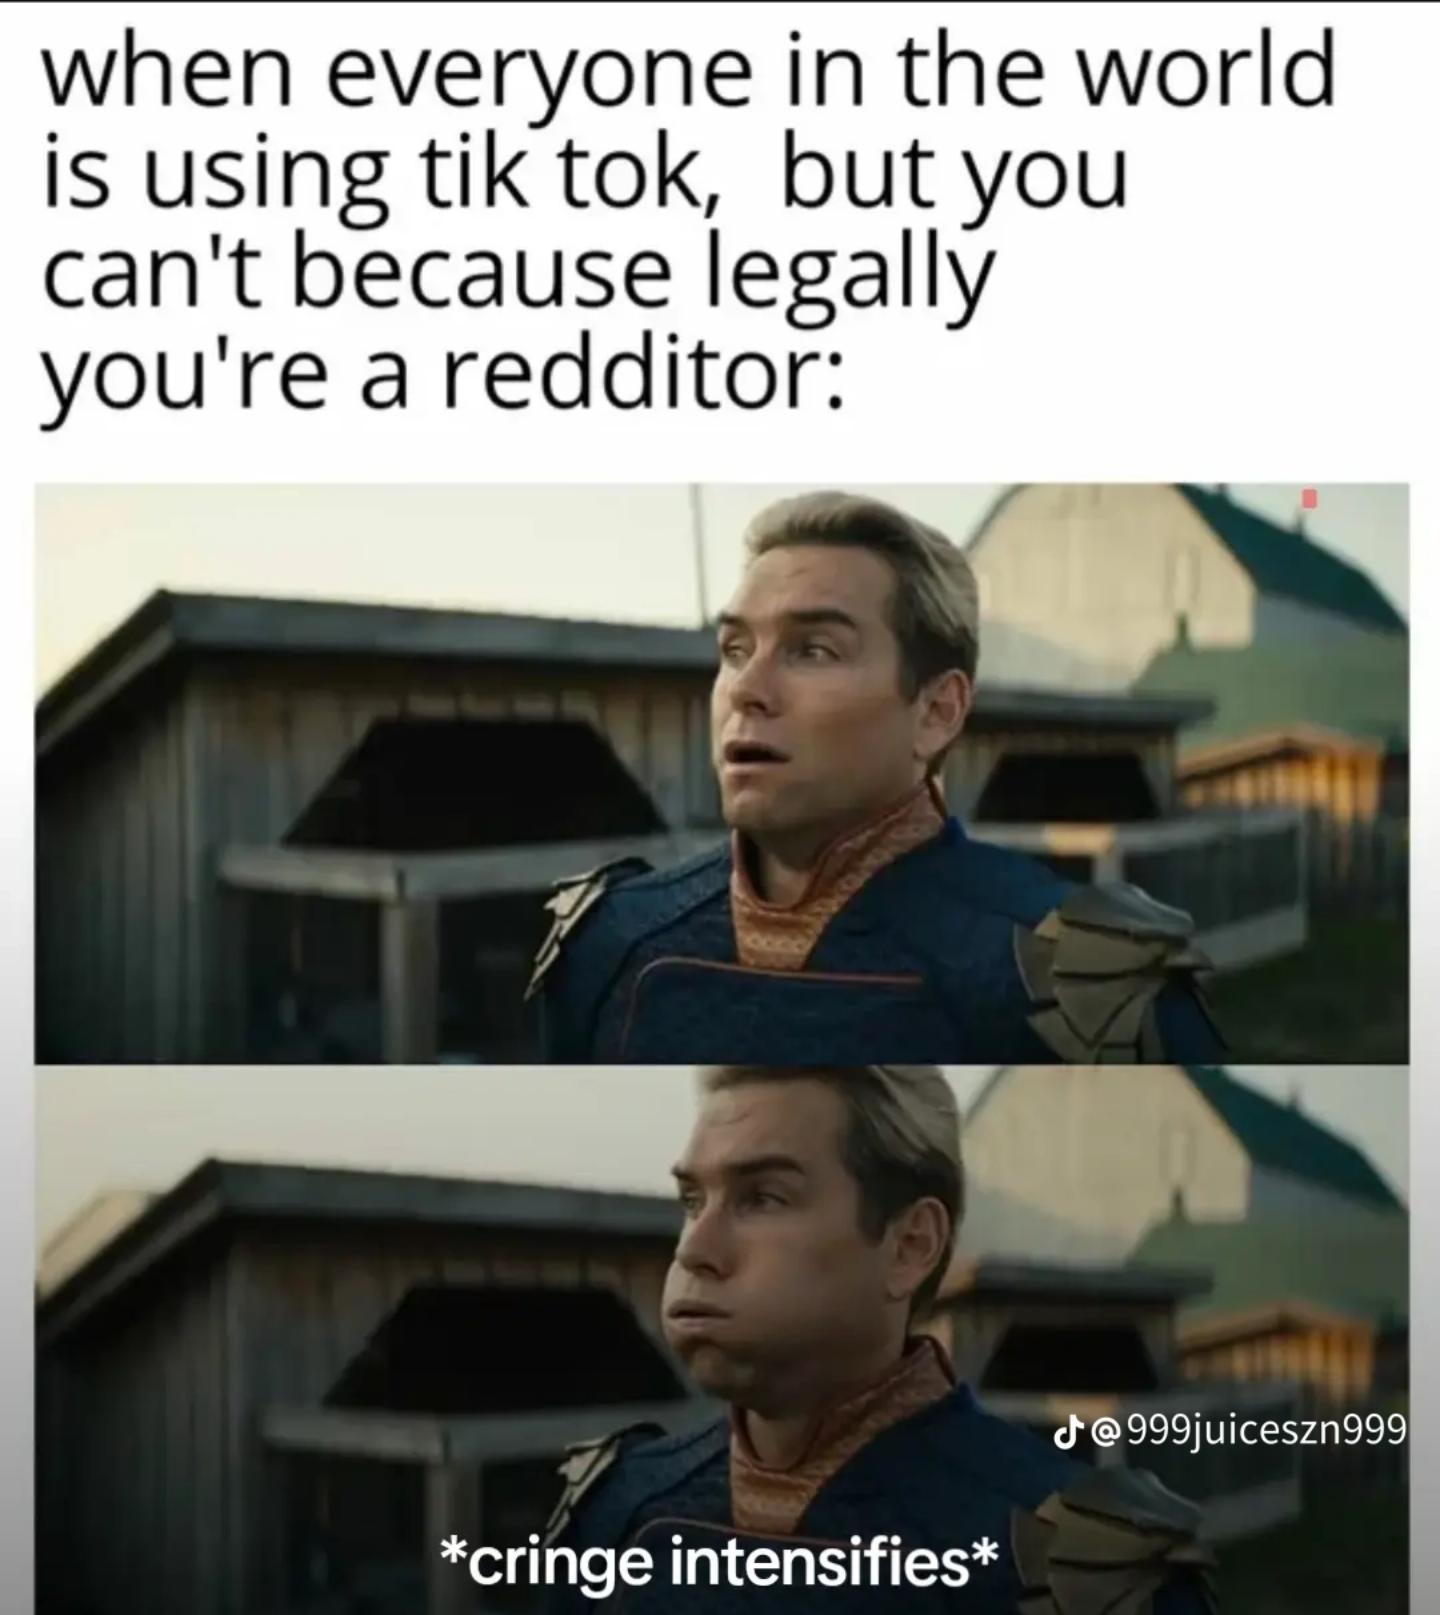 when everyone in the world
is using tik tok,  but you
can't because legally
you're a redditor:
@999juiceszn999
*cringe intensifies*